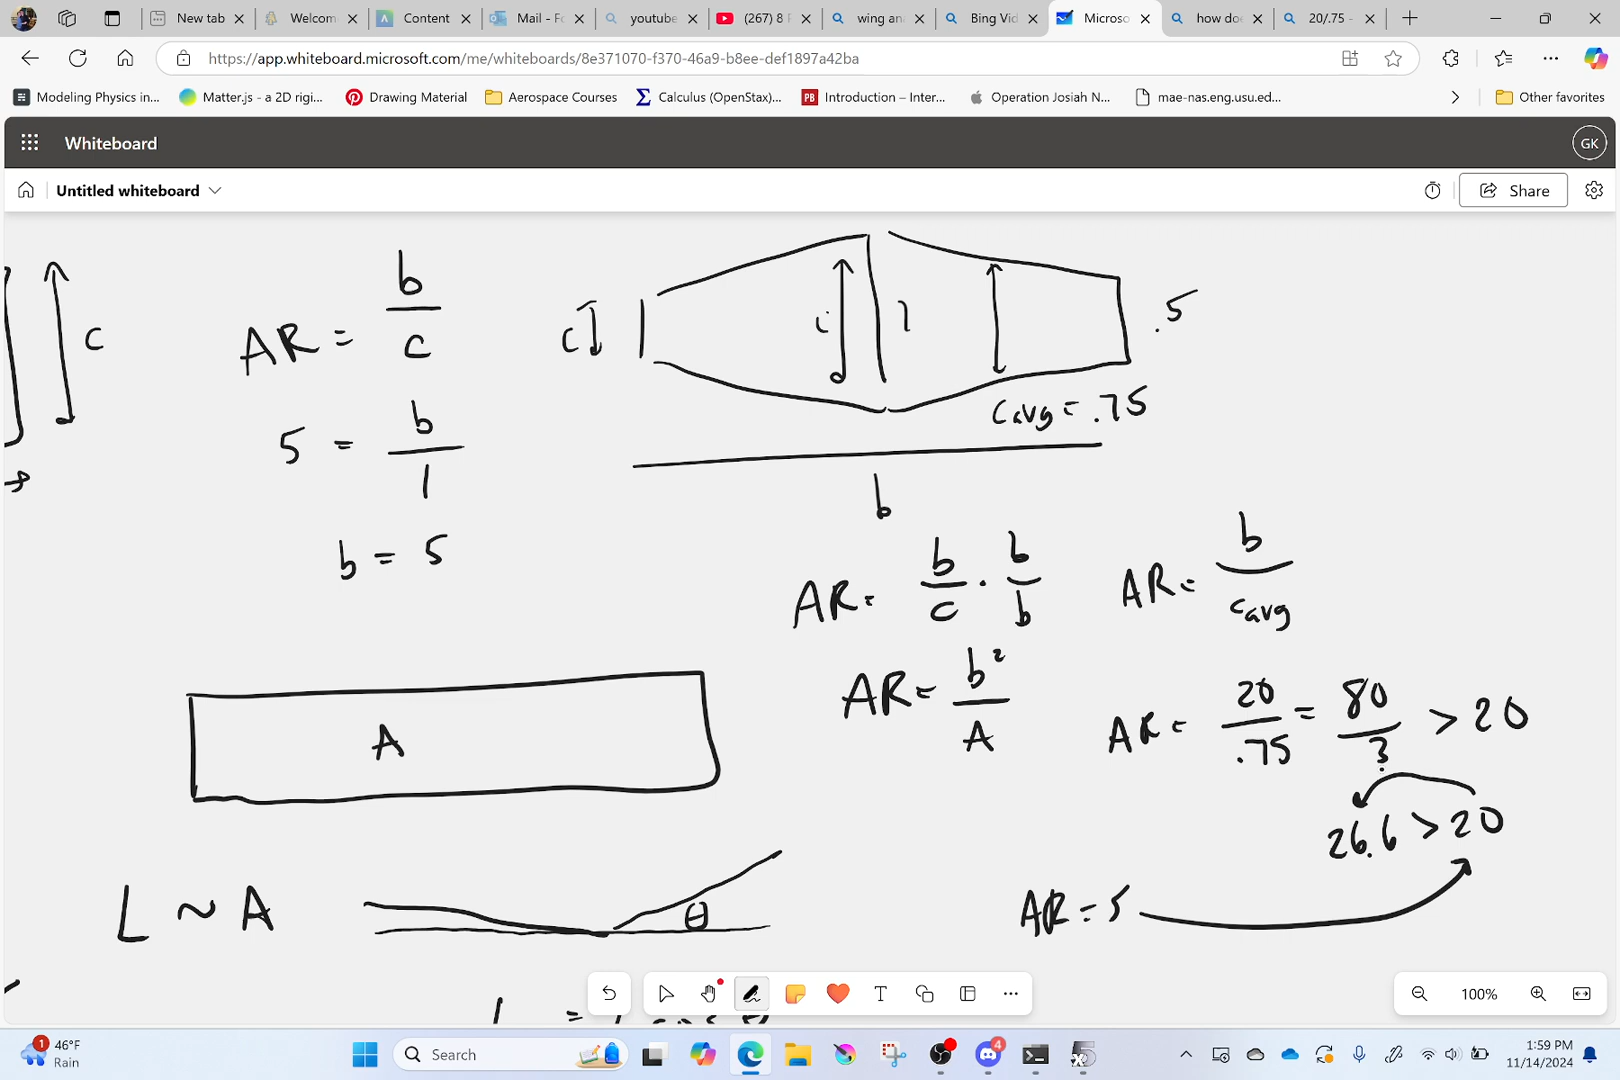 New tab
Welcom
Content
Mail - Fc
youtube
(267) 8 F
wing an
Bing Vid
Microso
how doe
20/.75 -
https://app.whiteboard.microsoft.com/me/whiteboards/8e371070-f370-46a9-b8ee-def1897a42ba
Modeling Physics in...
Matter.js - a 2D rigi...
Drawing Material
Aerospace Courses
Calculus (OpenStax)...
Introduction – Inter...
Operation Josiah N...
mae-nas.eng.usu.ed...
Other favorites
Whiteboard
GK
Untitled whiteboard
Share
c
AR = b/c
5 = b/1
b = 5
c
c
1
.5
cavg = .75
b
AR = b/c · b/b
AR = b/cavg
AR = b²/A
AR = 20/.75 = 80/3 > 20
26.6 > 20
A
L ~ A
θ
AR = 5
100%
1
46°F
Rain
Search
4
1:59 PM
11/14/2024